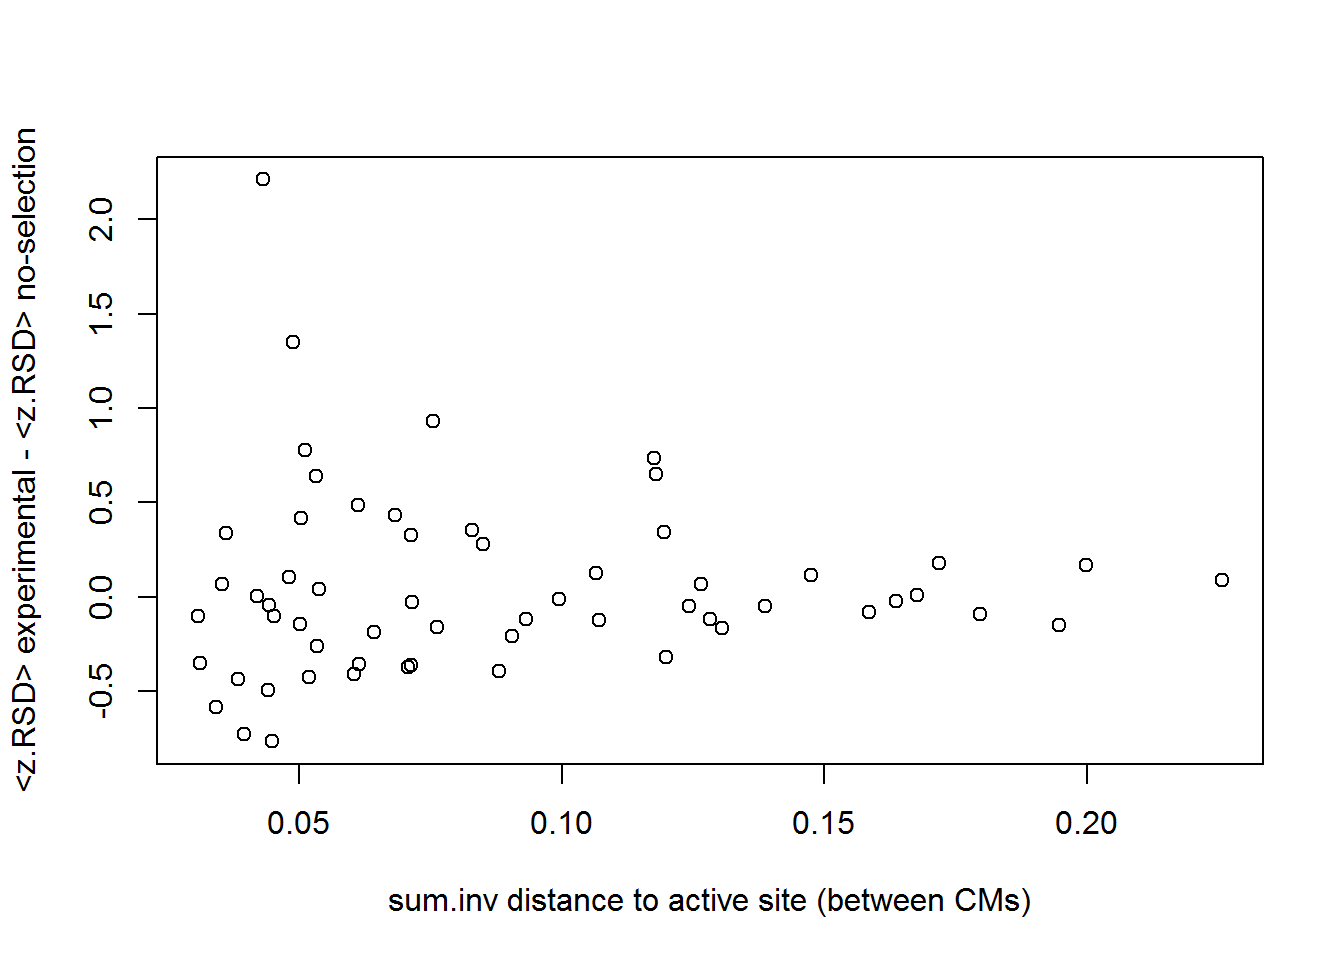 <z.RSD> experimental - <z.RSD> no-selection
2.0
1.5
1.0
0.5
0.0
-0.5
0.05 0.10 0.15 0.20
sum.inv distance to active site (between CMs)